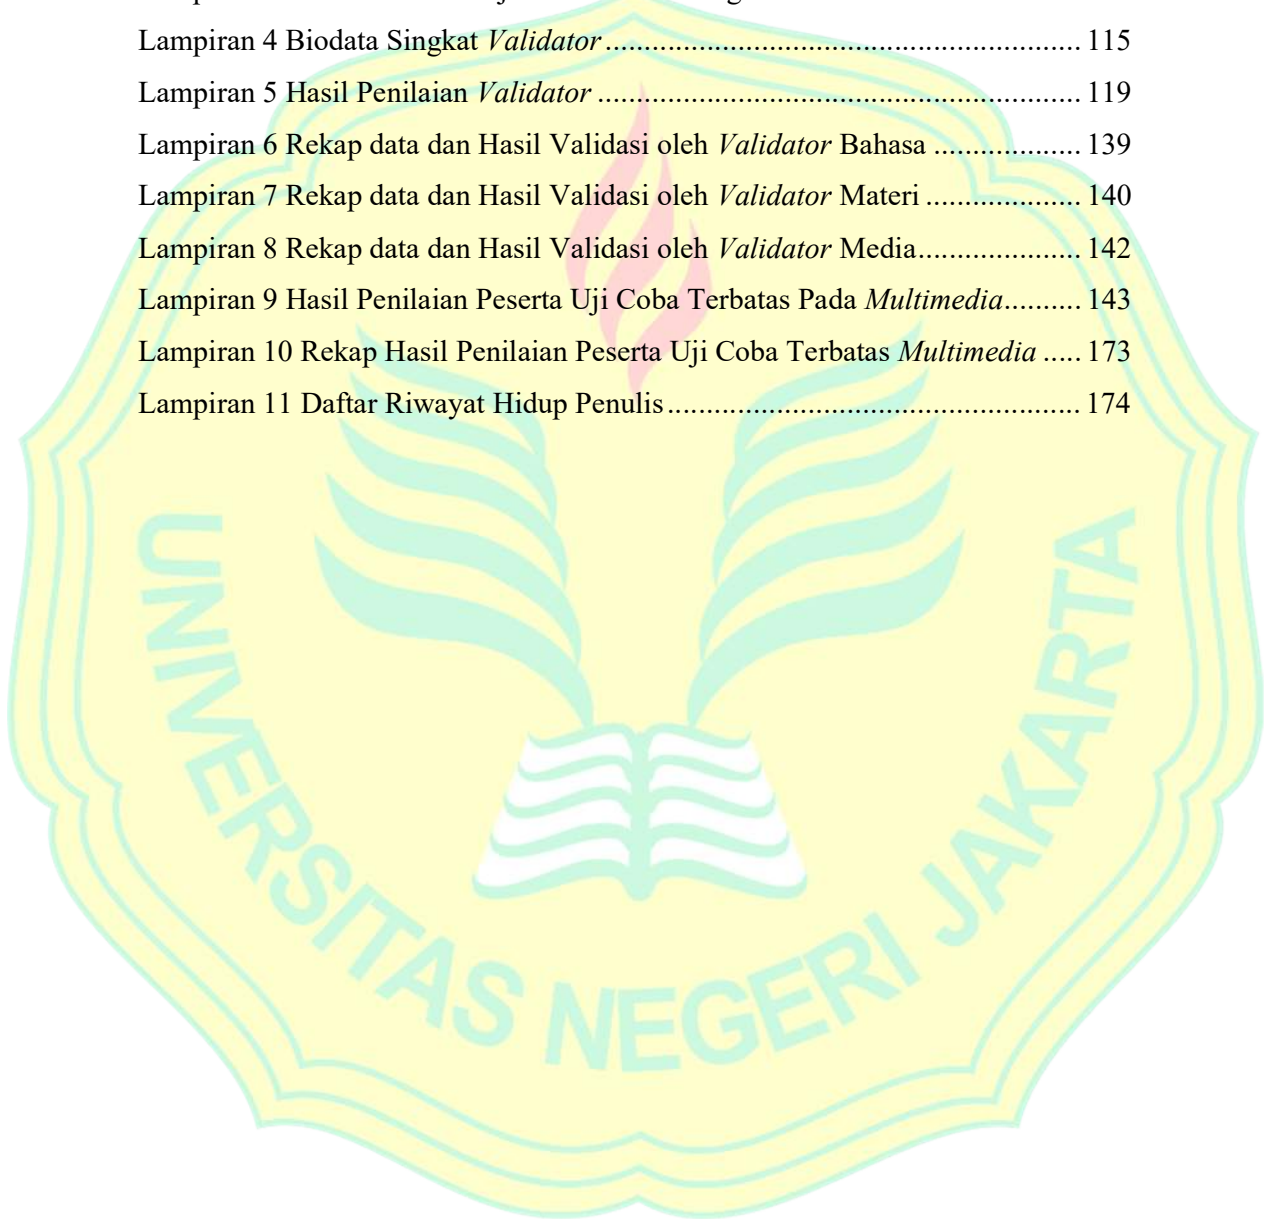 Lampiran 4 Biodata Singkat Validator.................................................................. 115
Lampiran 5 Hasil Penilaian Validator ................................................................... 119
Lampiran 6 Rekap data dan Hasil Validasi oleh Validator Bahasa ................... 139
Lampiran 7 Rekap data dan Hasil Validasi oleh Validator Materi .................... 140
Lampiran 8 Rekap data dan Hasil Validasi oleh Validator Media..................... 142
Lampiran 9 Hasil Penilaian Peserta Uji Coba Terbatas Pada Multimedia.......... 143
Lampiran 10 Rekap Hasil Penilaian Peserta Uji Coba Terbatas Multimedia ..... 173
Lampiran 11 Daftar Riwayat Hidup Penulis......................................................... 174
UNIVERSITAS NEGERI JAKARTA